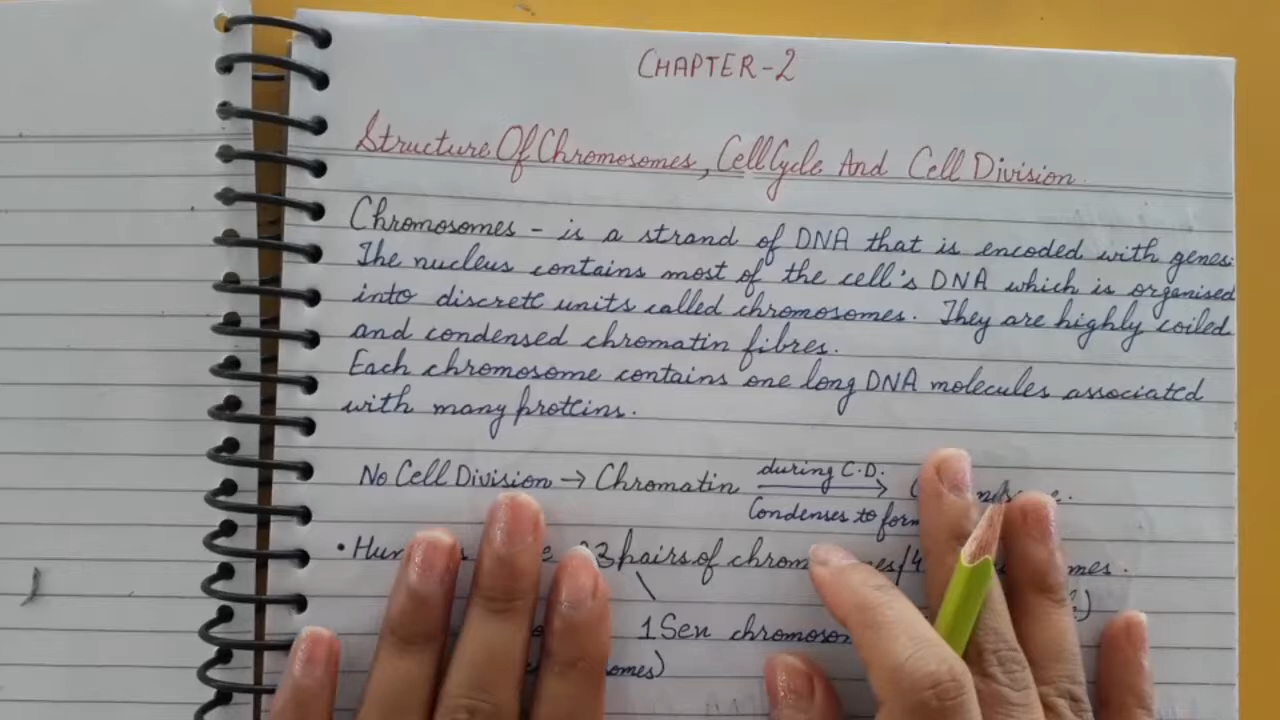 CHAPTER-2
Structure Of Chromosomes, Cell Cycle And Cell Division
Chromosomes - is a strand of DNA that is encoded with genes.
The nucleus contains most of the cell's DNA which is organised
into discrete units called chromosomes. They are highly coiled
and condensed chromatin fibres.
Each chromosome contains one long DNA molecules associated
with many proteins.
No Cell Division → Chromatin during C.D. →
Condenses to form
• 23 pairs of
1 Sex